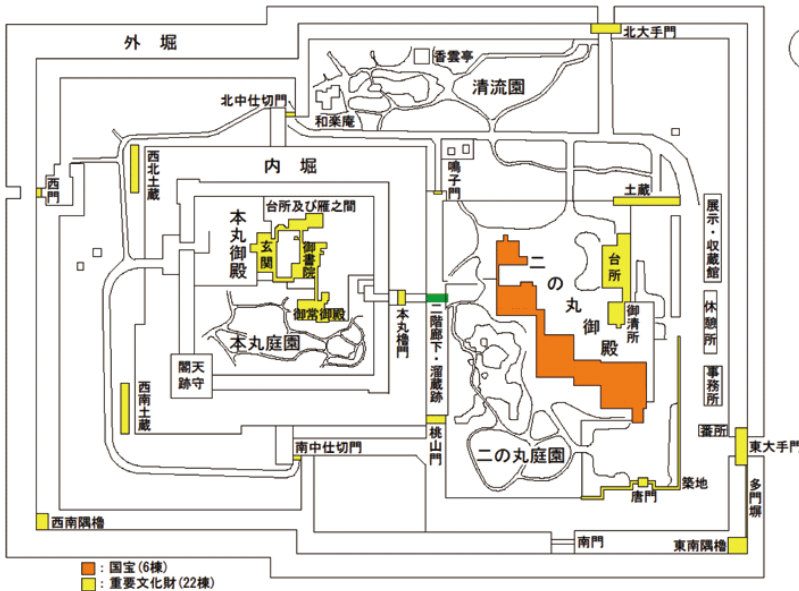 外 堀
北大手門
香雲亭
清流園
北中仕切門
和楽庵
内 堀
鳴子門
西北土蔵
西門
土蔵
台所及び雁之間
本丸御殿
玄関
御書院
御常御殿
本丸庭園
本丸櫓門
二階廊下・溜蔵跡
二の丸御殿
台所
御清所
展示・収蔵館
休憩所
事務所
番所
天守閣跡
西南土蔵
桃山門
南中仕切門
二の丸庭園
東大手門
築地
唐門
多門塀
西南隅櫓
南門
東南隅櫓
：国宝(6棟)
：重要文化財(22棟)